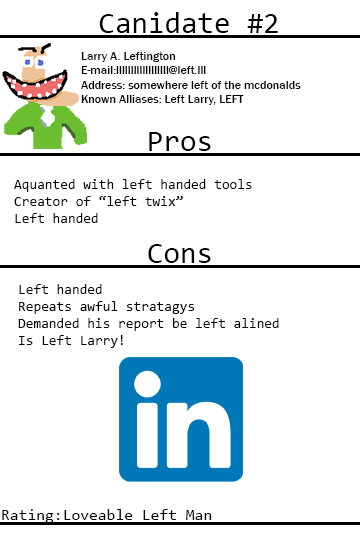 Canidate #2
Larry A. Leftington
E-mail:llllllllllllllllll@left.lll
Address: somewhere left of the mcdonalds
Known Alliases: Left Larry, LEFT
Pros
Aquanted with left handed tools
Creator of “left twix”
Left handed
Cons
Left handed
Repeats awful stratagys
Demanded his report be left alined
Is Left Larry!
in
Rating:Loveable Left Man